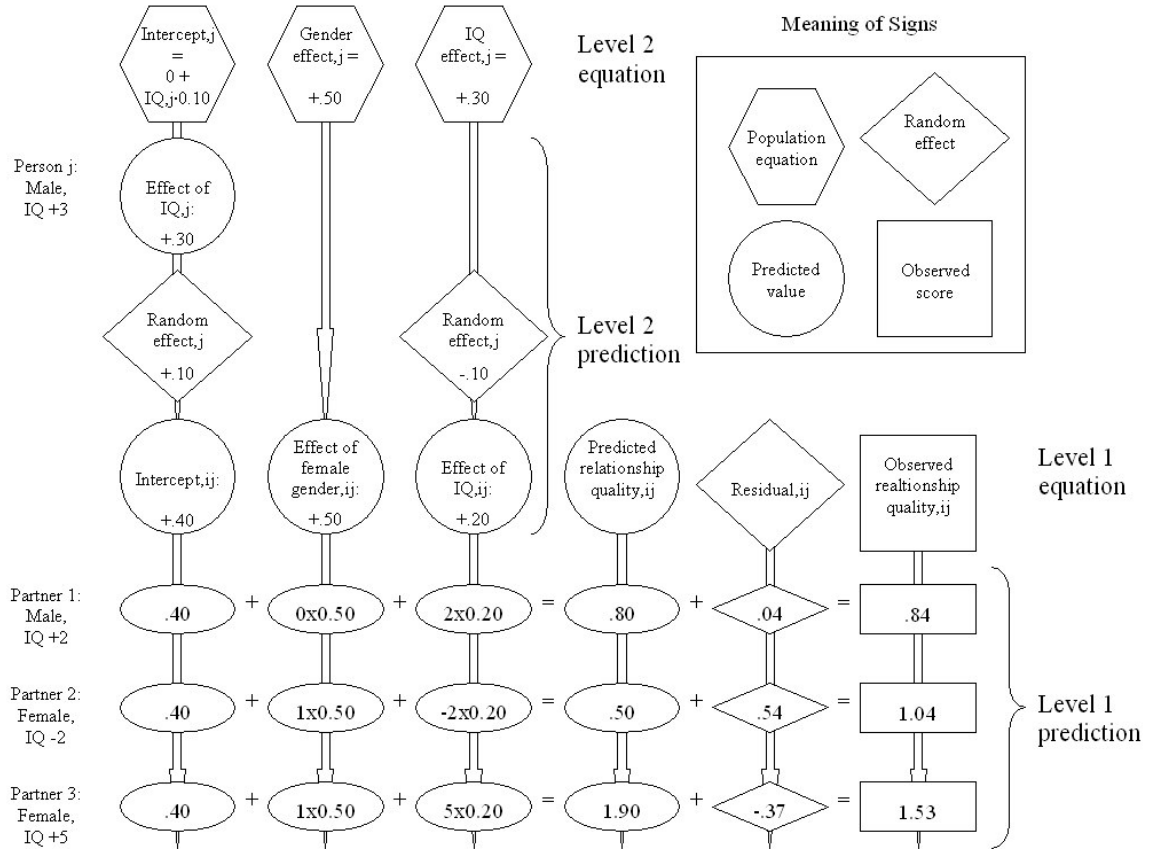 Intercept,j
=
0 +
IQ,j·0.10
Gender
effect,j =
+.50
IQ
effect,j =
+.30
Level 2
equation
Meaning of Signs
Population
equation
Random
effect
Predicted
value
Observed
score
Person j:
Male,
IQ +3
Effect of
IQ,j:
+.30
Random
effect,j
+.10
Random
effect,j
-.10
Level 2
prediction
Intercept,ij:
+.40
Effect of
female
gender,ij:
+.50
Effect of
IQ,ij:
+.20
Predicted
relationship
quality,ij
Residual,ij
Observed
realtionship
quality,ij
Level 1
equation
Partner 1:
Male,
IQ +2
.40 + 0x0.50 + 2x0.20 = .80 + .04 = .84
Partner 2:
Female,
IQ -2
.40 + 1x0.50 + -2x0.20 = .50 + .54 = 1.04
Level 1
prediction
Partner 3:
Female,
IQ +5
.40 + 1x0.50 + 5x0.20 = 1.90 + -.37 = 1.53